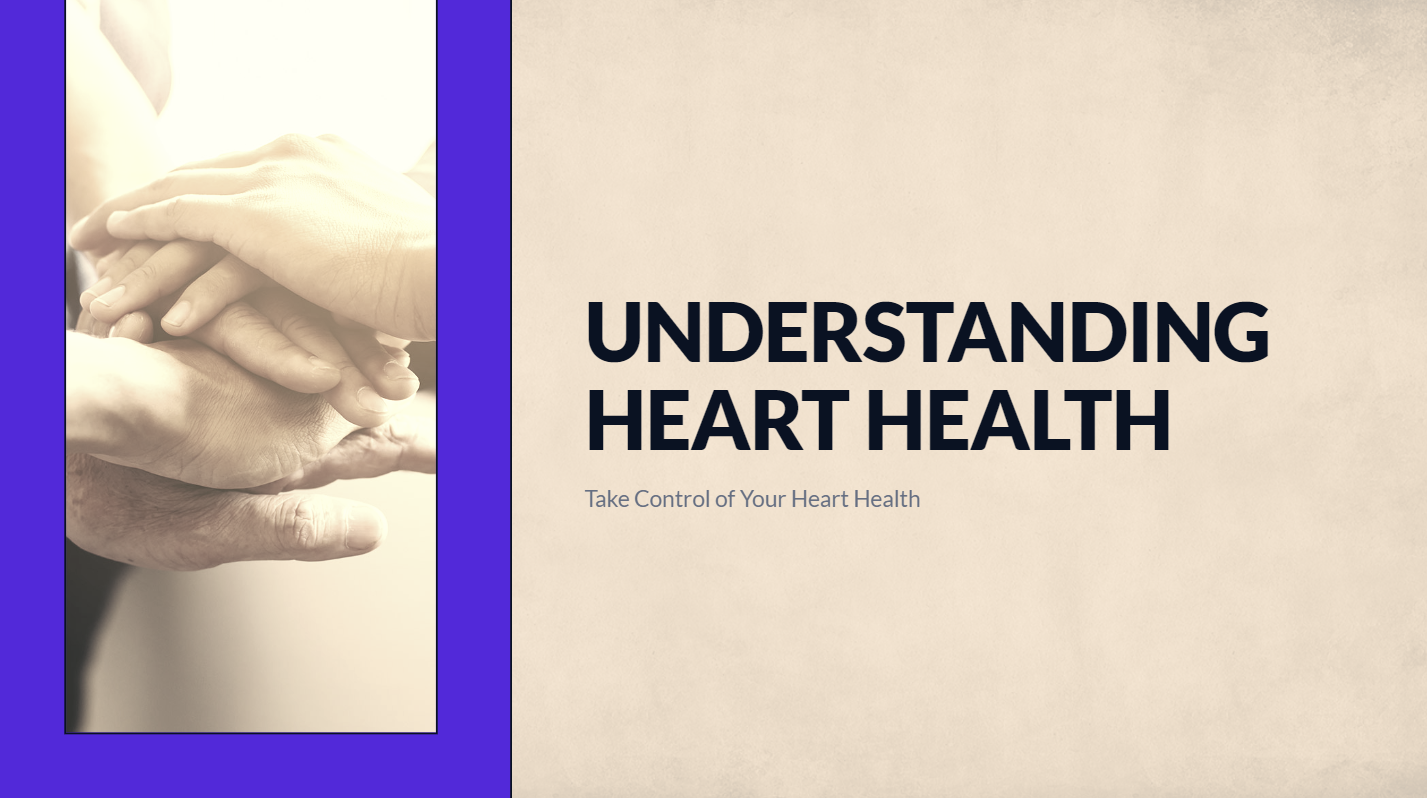 UNDERSTANDING
HEART HEALTH
Take Control of Your Heart Health